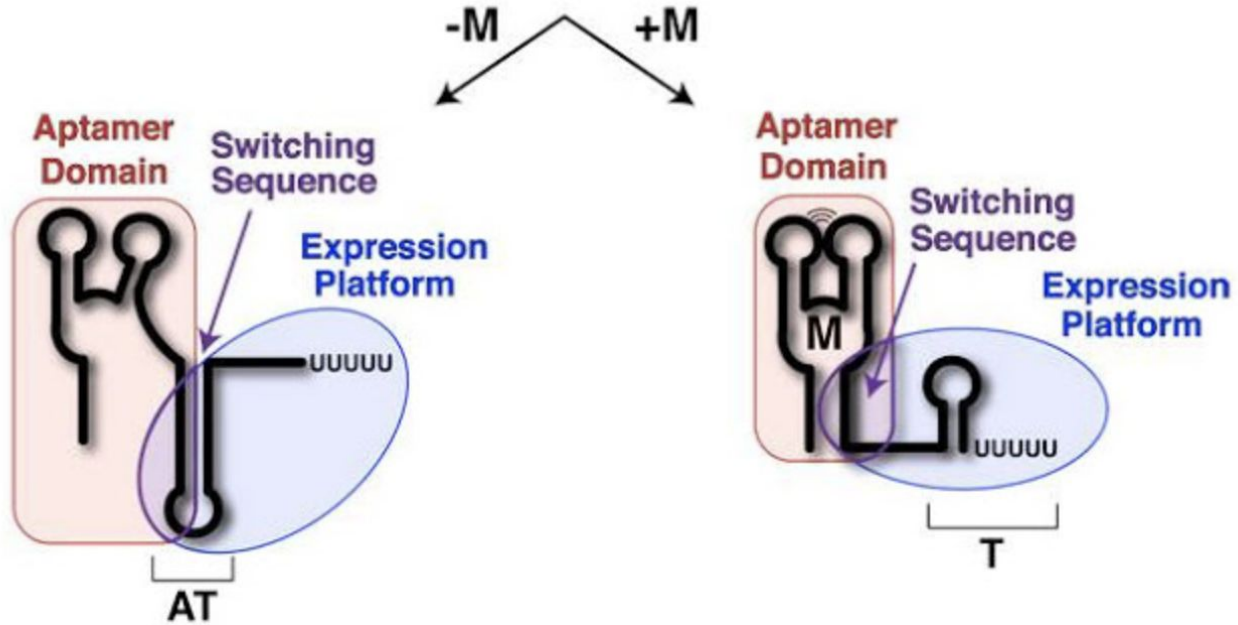 -M
+M
Aptamer
Domain
Switching
Sequence
Expression
Platform
UUUUU
AT
Aptamer
Domain
Switching
Sequence
Expression
Platform
M
UUUUU
T